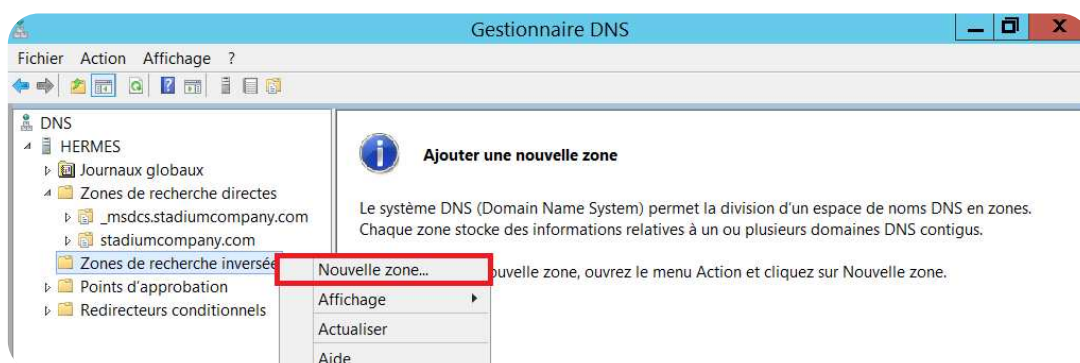 Gestionnaire DNS
Fichier Action Affichage ?
DNS
HERMES
Journaux globaux
Zones de recherche directes
_msdcs.stadiumcompany.com
stadiumcompany.com
Zones de recherche inversée
Points d'approbation
Redirecteurs conditionnels
Nouvelle zone...
Affichage
Actualiser
Aide
Ajouter une nouvelle zone
Le système DNS (Domain Name System) permet la division d'un espace de noms DNS en zones.
Chaque zone stocke des informations relatives à un ou plusieurs domaines DNS contigus.
nouvelle zone, ouvrez le menu Action et cliquez sur Nouvelle zone.